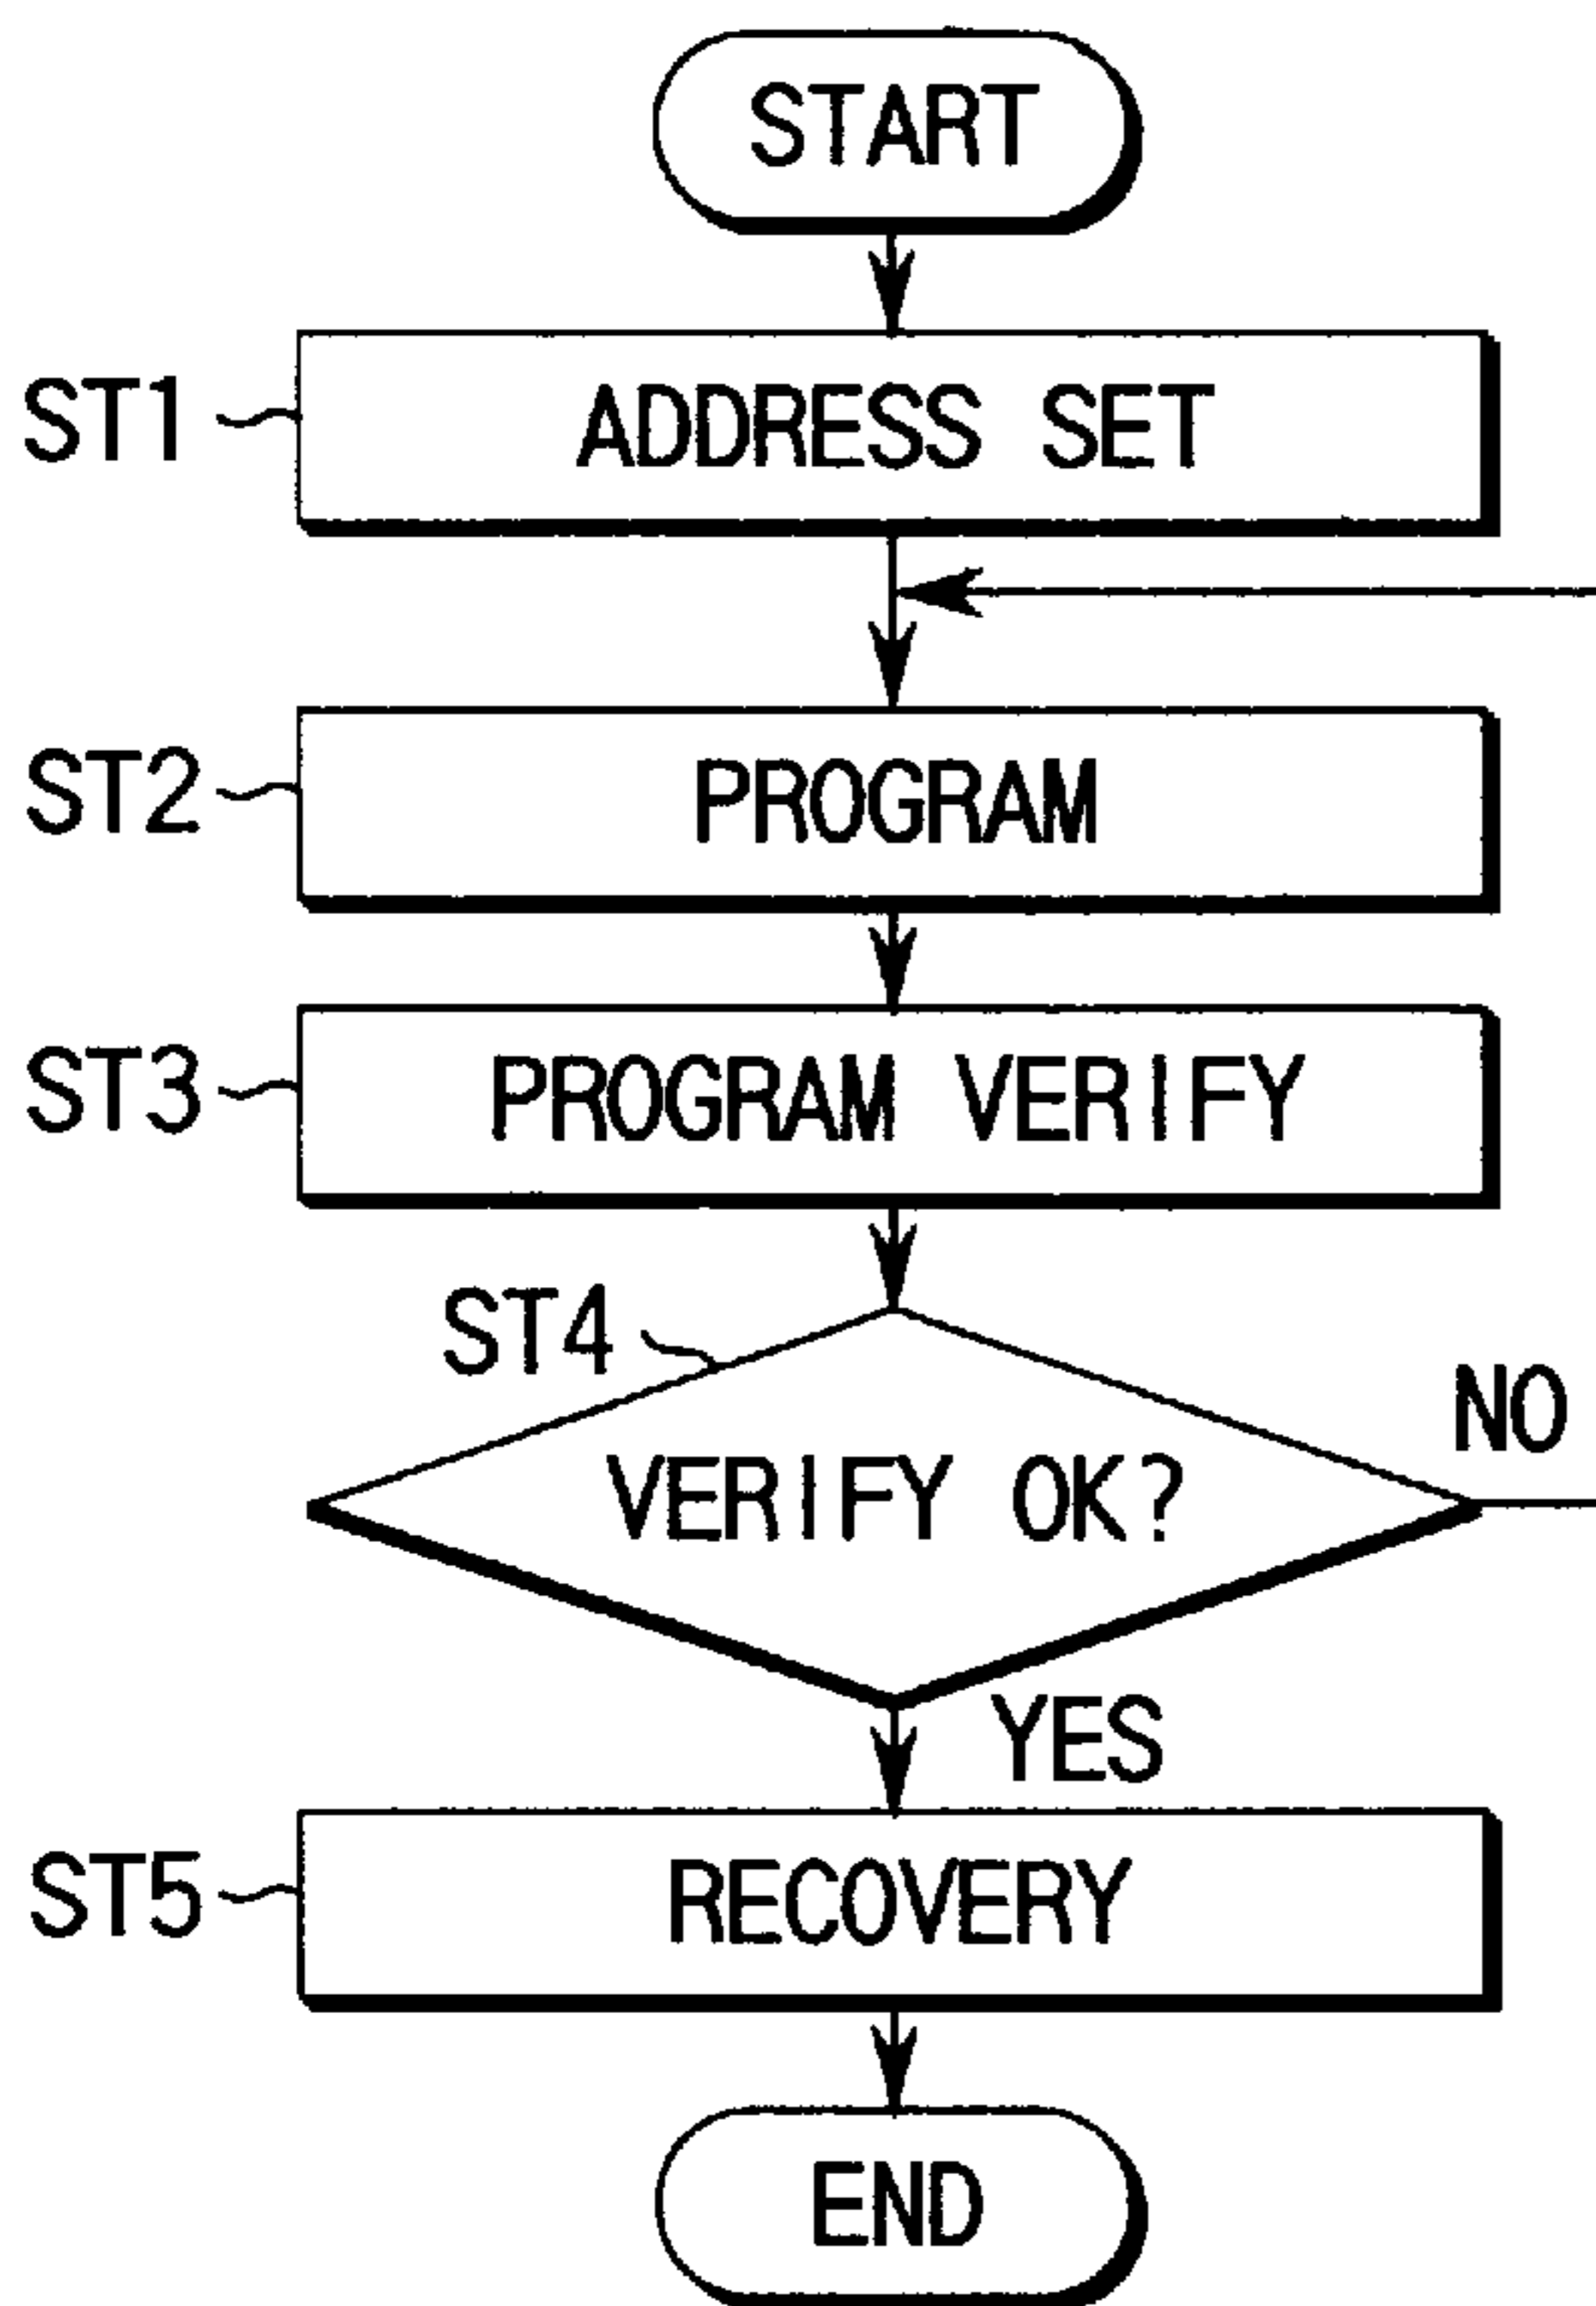 START
ST1 ADDRESS SET
ST2 PROGRAM
ST3 PROGRAM VERIFY
ST4
NO
VERIFY OK?
YES
ST5 RECOVERY
END